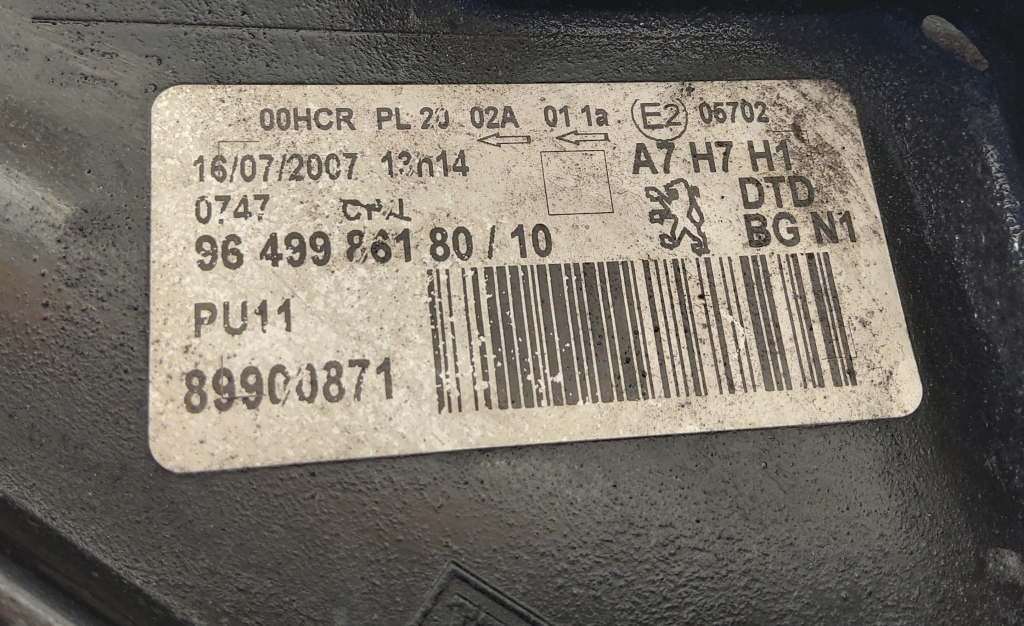 00HCR PL 20 02A 01 1a E2 05702
16/07/2007 13h14 A7 H7 H1
0747 DTD
96 499 861 80 / 10 BG N1
PU11
89900871